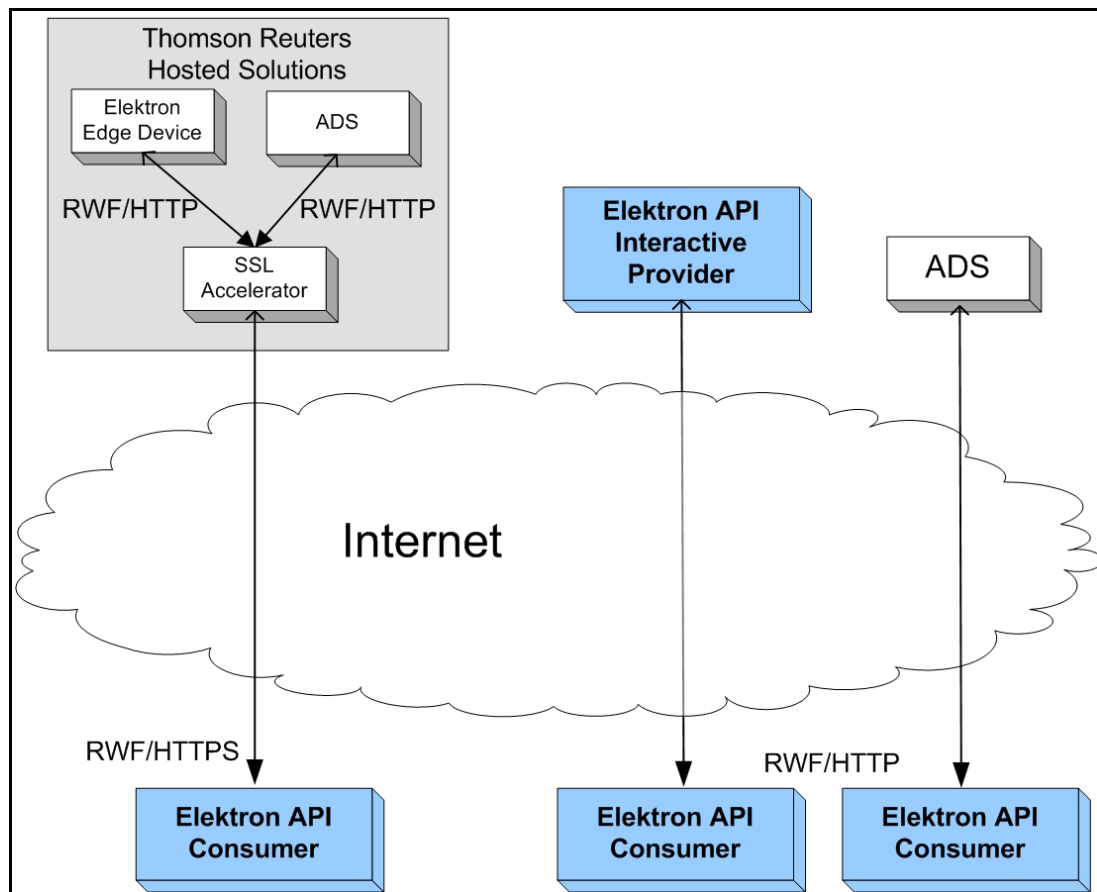 Thomson Reuters
Hosted Solutions
Elektron
Edge Device
ADS
RWF/HTTP
RWF/HTTP
SSL
Accelerator
Elektron API
Interactive
Provider
ADS
Internet
RWF/HTTPS
RWF/HTTP
Elektron API
Consumer
Elektron API
Consumer
Elektron API
Consumer